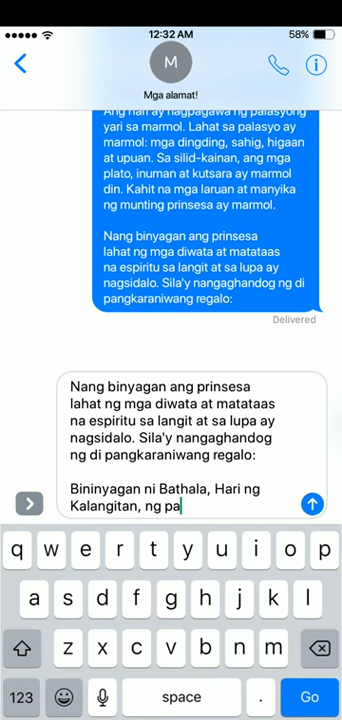 12:32 AM
58%
M
Mga alamat!
Ang hari ay nagpagawa ng palasyong
yari sa marmol. Lahat sa palasyo ay
marmol: mga dingding, sahig, higaan
at upuan. Sa silid-kainan, ang mga
plato, inuman at kutsara ay marmol
din. Kahit na mga laruan at manyika
ng munting prinsesa ay marmol.
Nang binyagan ang prinsesa
lahat ng mga diwata at matataas
na espiritu sa langit at sa lupa ay
nagsidalo. Sila'y nangaghandog ng di
pangkaraniwang regalo:
Delivered
Nang binyagan ang prinsesa
lahat ng mga diwata at matataas
na espiritu sa langit at sa lupa ay
nagsidalo. Sila'y nangaghandog
ng di pangkaraniwang regalo:
Bininyagan ni Bathala, Hari ng
Kalangitan, ng pa
q w e r t y u i o p
a s d f g h j k l
z x c v b n m
123 space . Go